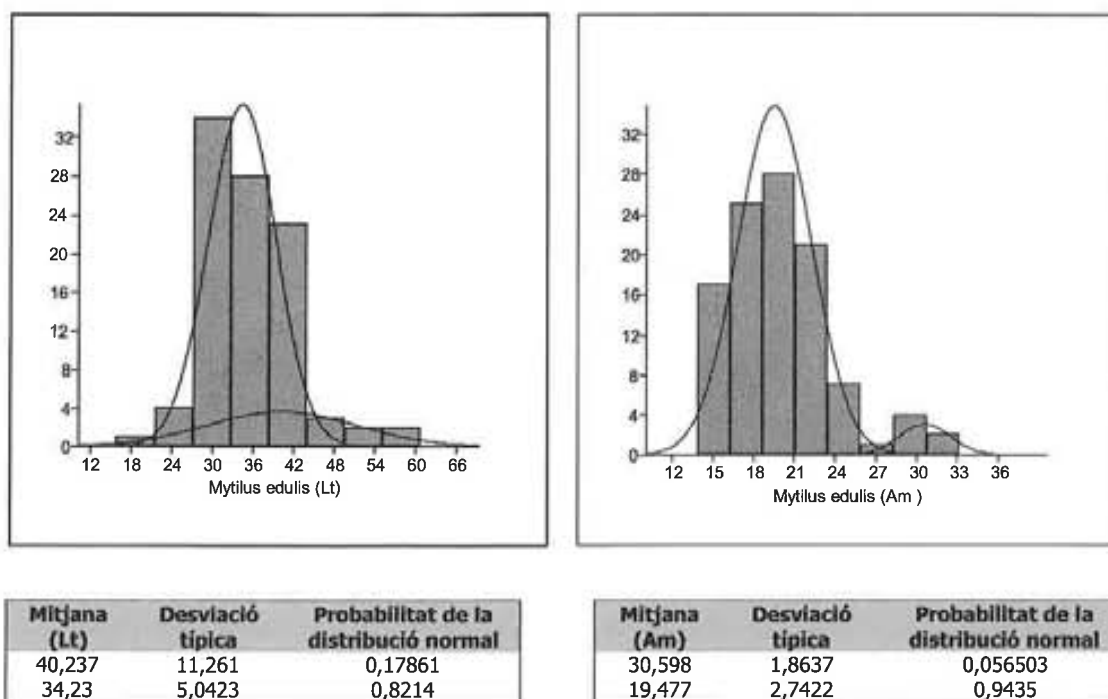 32
28
24
20
16
12
8
4
0
12 18 24 30 36 42 48 54 60 66
Mytilus edulis (Lt)
32
28
24
20
16
12
8
4
0
12 15 18 21 24 27 30 33 36
Mytilus edulis (Am )
Mitjana Desviació Probabilitat de la
(Lt) típica distribució normal
40,237 11,261 0,17861
34,23 5,0423 0,8214
Mitjana Desviació Probabilitat de la
(Am) típica distribució normal
30,598 1,8637 0,056503
19,477 2,7422 0,9435